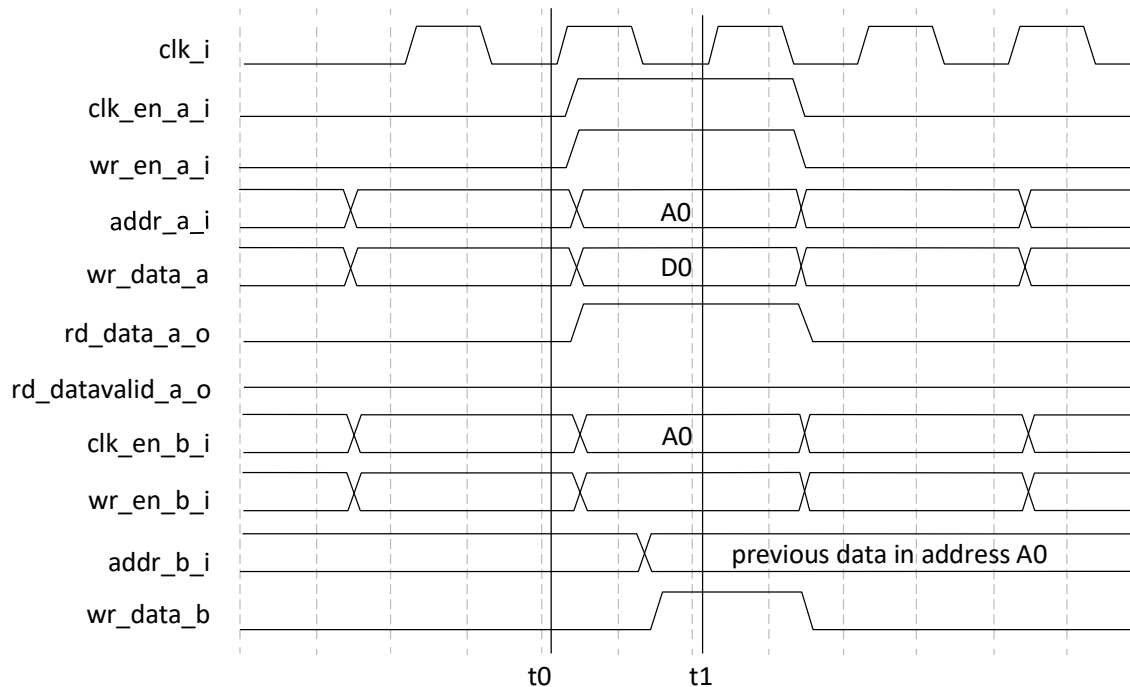 clk_i
clk_en_a_i
wr_en_a_i
addr_a_i
A0
wr_data_a
D0
rd_data_a_o
rd_datavalid_a_o
clk_en_b_i
A0
wr_en_b_i
addr_b_i
previous data in address A0
wr_data_b
t0
t1